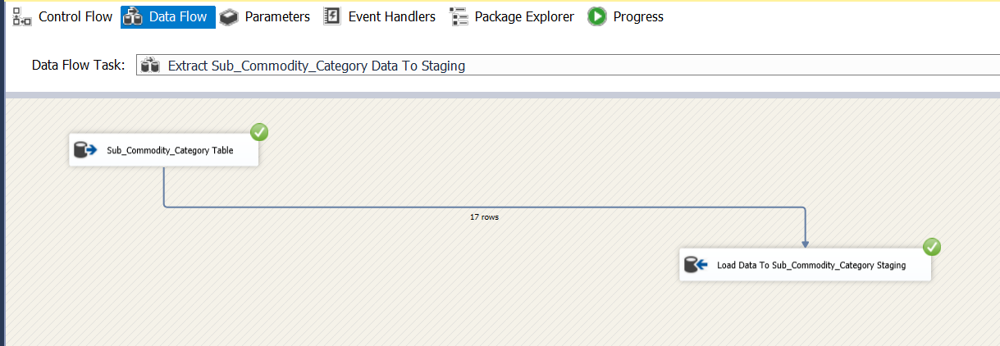 Control Flow Data Flow Parameters Event Handlers Package Explorer Progress
Data Flow Task: Extract Sub_Commodity_Category Data To Staging
Sub_Commodity_Category Table
17 rows
Load Data To Sub_Commodity_Category Staging